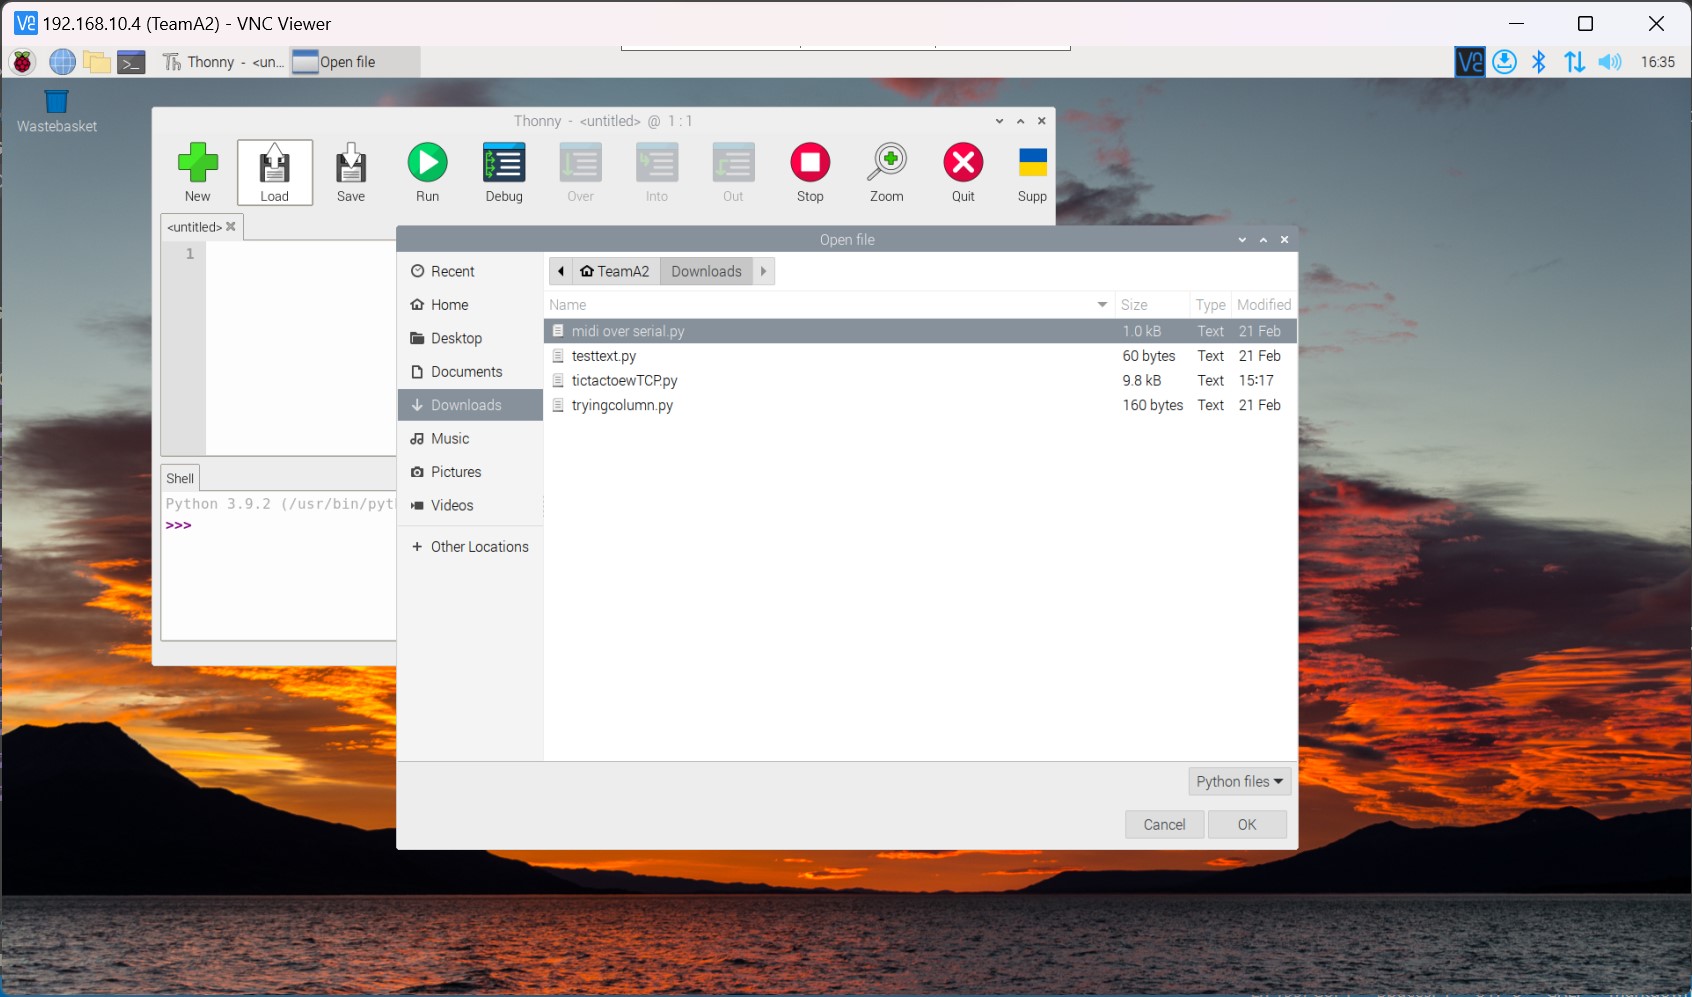 192.168.10.4 (TeamA2) - VNC Viewer
Thonny - <un...
Open file
16:35
Wastebasket
Thonny - <untitled> @ 1 : 1
New
Load
Save
Run
Debug
Over
Into
Out
Stop
Zoom
Quit
Supp
<untitled>
1
Shell
Python 3.9.2 (/usr/bin/pyt
>>>
Open file
Recent
Home
Desktop
Documents
Downloads
Music
Pictures
Videos
+ Other Locations
TeamA2
Downloads
Name Size Type Modified
midi over serial.py 1.0 kB Text 21 Feb
testtext.py 60 bytes Text 21 Feb
tictactoewTCP.py 9.8 kB Text 15:17
tryingcolumn.py 160 bytes Text 21 Feb
Python files
Cancel
OK